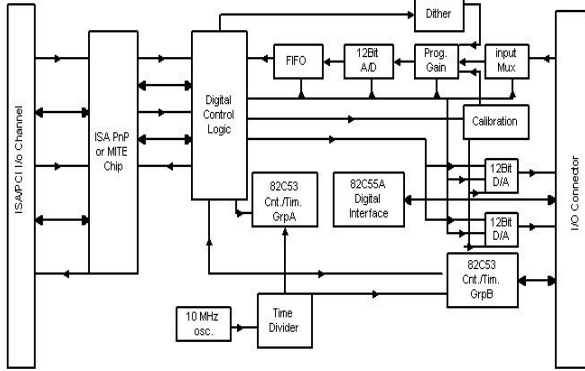 ISA/PCI I/o Channel
ISA PnP
or MITE
Chip
Digital
Control
Logic
Dither
FIFO
12Bit
A/D
Prog.
Gain
input
Mux
Calibration
82C53
Cnt./Tim.
GrpA
82C55A
Digital
Interface
12Bit
D/A
12Bit
D/A
82C53
Cnt./Tim.
GrpB
10 MHz
osc.
Time
Divider
I/O Connector